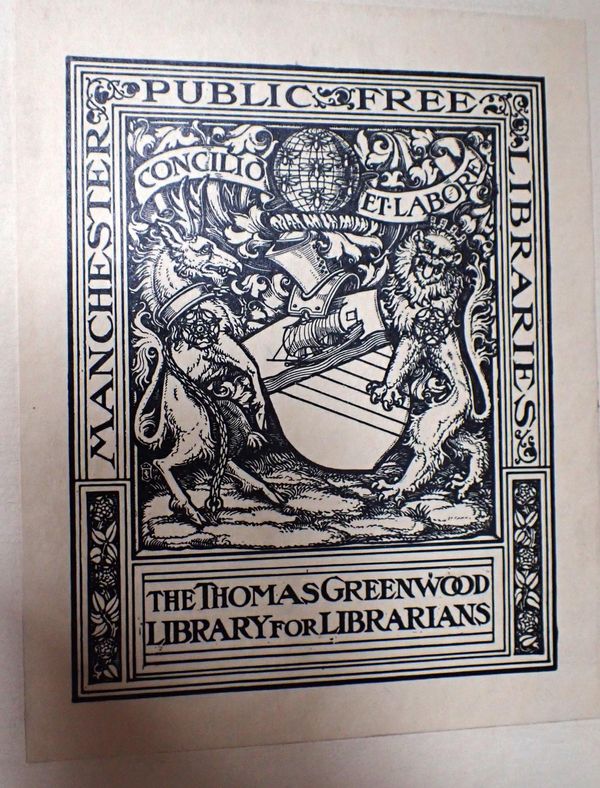 MANCHESTER
PUBLIC FREE
LIBRARIES
CONCILIO
ET·LABORE
THE THOMAS GREENWOOD
LIBRARY FOR LIBRARIANS